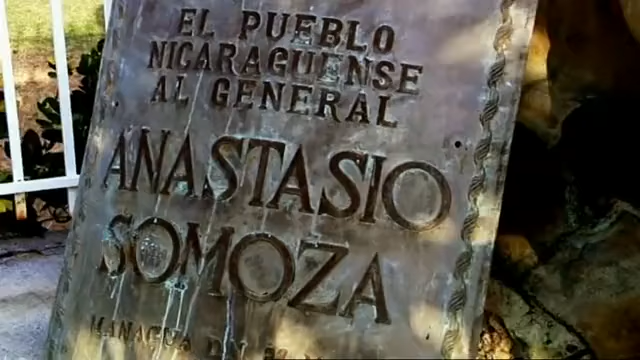 EL PUEBLO
NICARAGUENSE
AL GENERAL
ANASTASIO
SOMOZA
MANAGUA D.N.